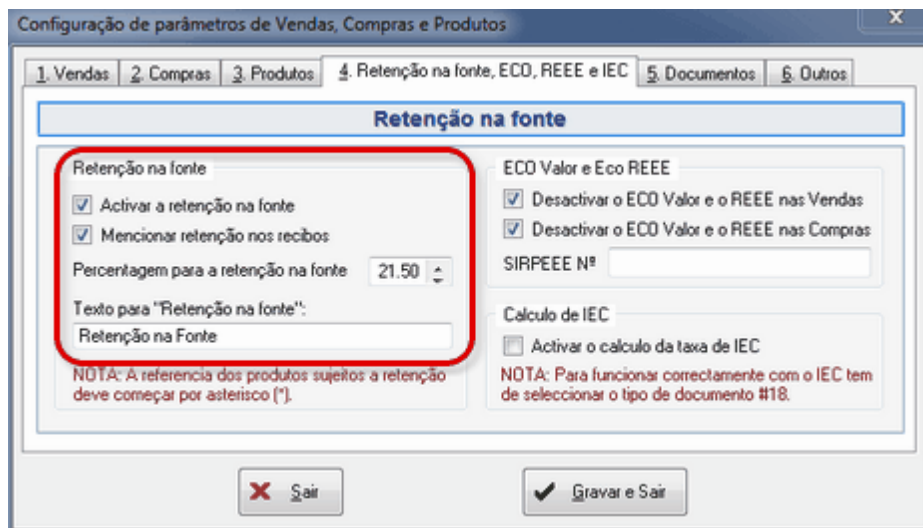 Configuração de parâmetros de Vendas, Compras e Produtos
x
1. Vendas
2. Compras
3. Produtos
4. Retenção na fonte, ECO, REEE e IEC
5. Documentos
6. Outros
Retenção na fonte
Retenção na fonte
Activar a retenção na fonte
Mencionar retenção nos recibos
Percentagem para a retenção na fonte 21.50
Texto para "Retenção na fonte":
Retenção na Fonte
NOTA: A referencia dos produtos sujeitos a retenção
deve começar por asterisco (*).
ECO Valor e Eco REEE
Desactivar o ECO Valor e o REEE nas Vendas
Desactivar o ECO Valor e o REEE nas Compras
SIRPEEE Nº
Calculo de IEC
Activar o calculo da taxa de IEC
NOTA: Para funcionar correctamente com o IEC tem
de seleccionar o tipo de documento #18.
Sair
Gravar e Sair